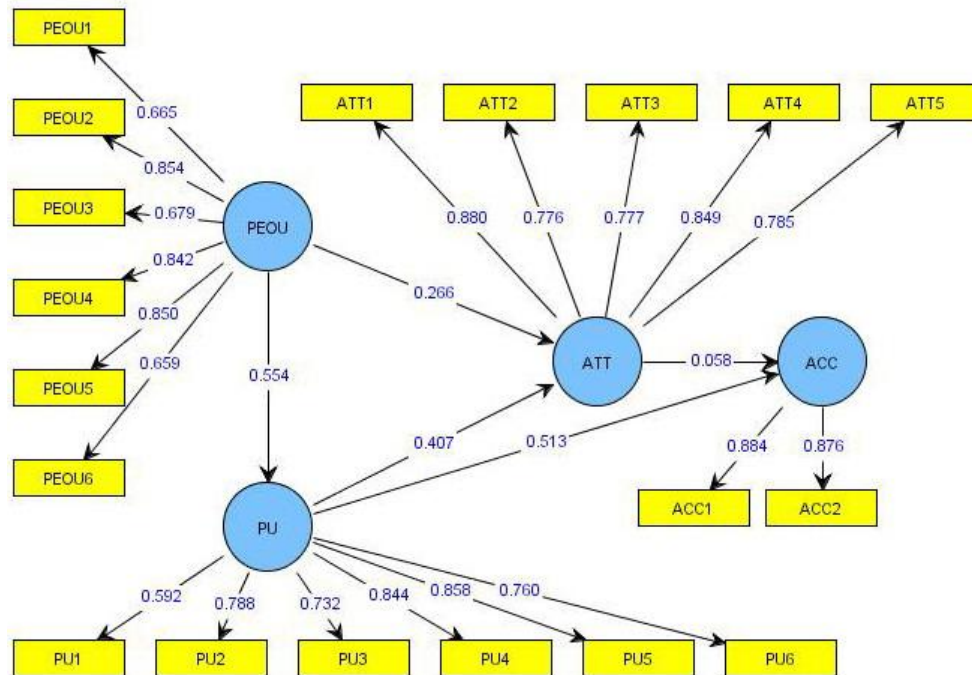 PEOU1
0.665
PEOU2
0.854
PEOU3
0.679
PEOU4
0.842
PEOU5
0.850
PEOU6
0.659
PEOU
ATT1
ATT2
ATT3
ATT4
ATT5
0.880
0.776
0.777
0.849
0.785
0.266
0.554
ATT
0.058
ACC
0.407
0.513
0.884
0.876
ACC1
ACC2
PU
0.592
0.788
0.732
0.844
0.858
0.760
PU1
PU2
PU3
PU4
PU5
PU6